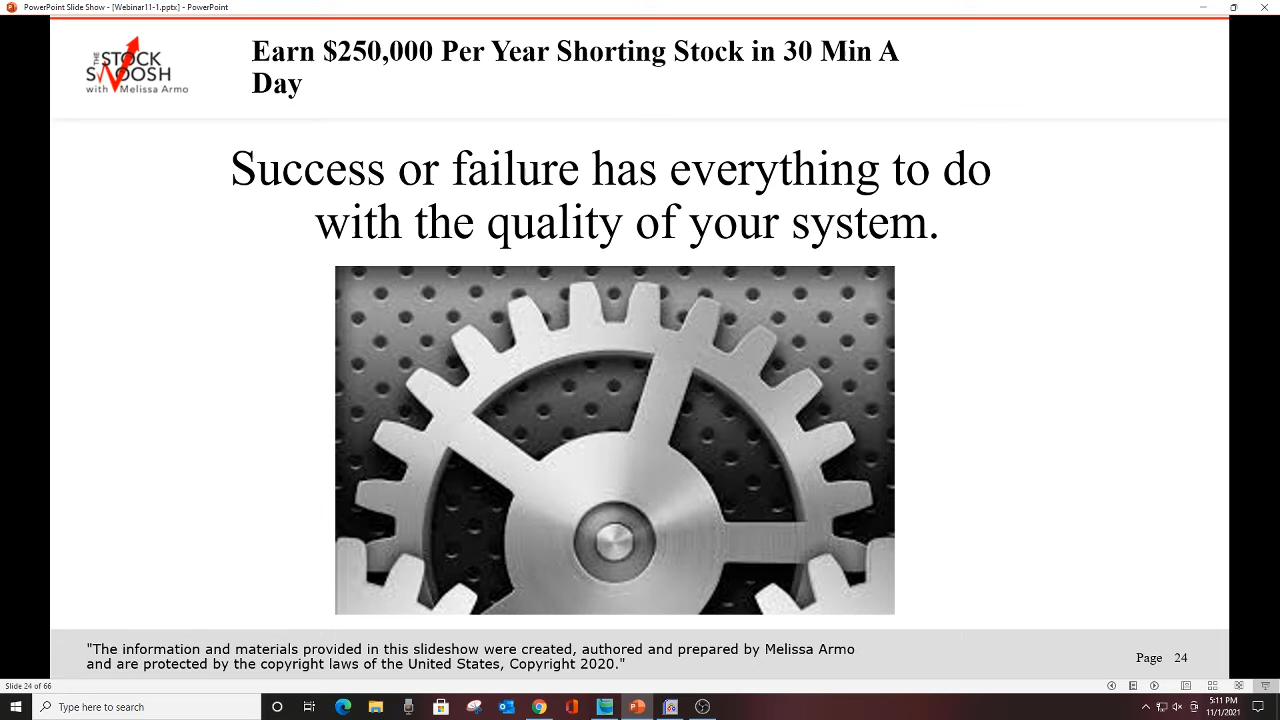 PowerPoint Slide Show - [Webinar11-1.pptx] - PowerPoint
THE
STOCK
SWOOSH
with Melissa Armo
Earn $250,000 Per Year Shorting Stock in 30 Min A
Day
Success or failure has everything to do
with the quality of your system.
"The information and materials provided in this slideshow were created, authored and prepared by Melissa Armo
and are protected by the copyright laws of the United States, Copyright 2020."
Page 24
Slide 24 of 66
Type here to search
5:11 PM
11/1/2021